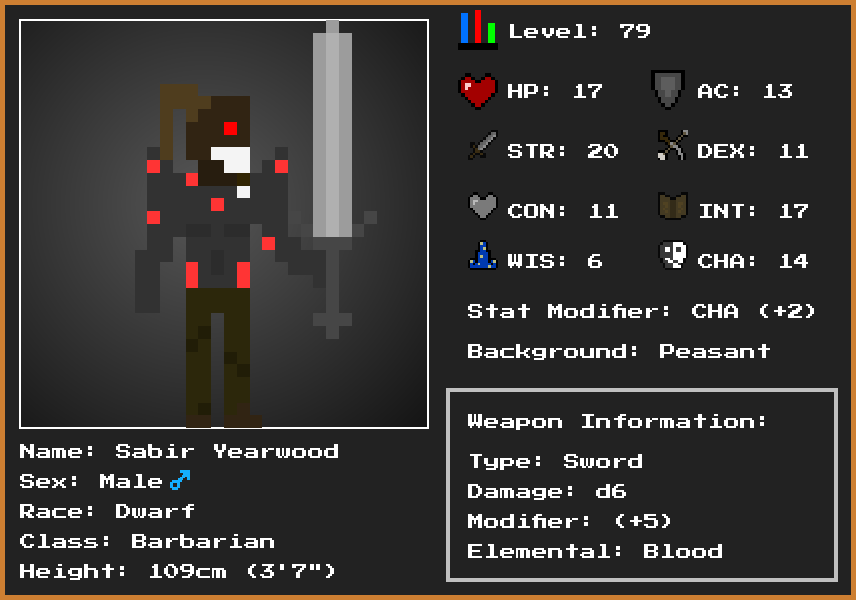 Level: 79
HP: 17
AC: 13
STR: 20
DEX: 11
CON: 11
INT: 17
WIS: 6
CHA: 14
Stat Modifier: CHA (+2)
Background: Peasant
Weapon Information:
Type: Sword
Damage: d6
Modifier: (+5)
Elemental: Blood
Name: Sabir Yearwood
Sex: Male ♂
Race: Dwarf
Class: Barbarian
Height: 109cm (3'7")